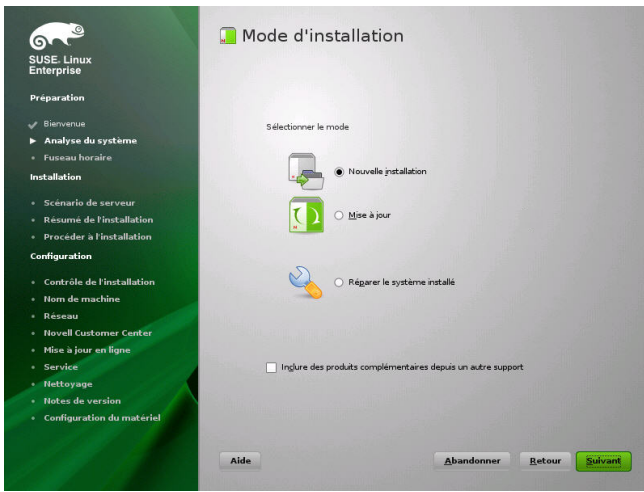 SUSE. Linux
Enterprise
Préparation
Bienvenue
Analyse du système
Fuseau horaire
Installation
Scénario de serveur
Résumé de l'installation
Procéder à l'installation
Configuration
Contrôle de l'installation
Nom de machine
Réseau
Novell Customer Center
Mise à jour en ligne
Service
Nettoyage
Notes de version
Configuration du matériel
Mode d'installation
Sélectionner le mode
Nouvelle installation
Mise à jour
Réparer le système installé
Inclure des produits complémentaires depuis un autre support
Aide
Abandonner
Retour
Suivant